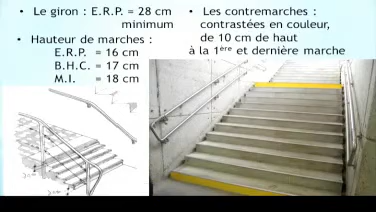 • Le giron : E.R.P. = 28 cm
minimum
• Hauteur de marches :
E.R.P. = 16 cm
B.H.C. = 17 cm
M.I. = 18 cm
• Les contremarches :
contrastées en couleur,
de 10 cm de haut
à la 1ère et dernière marche